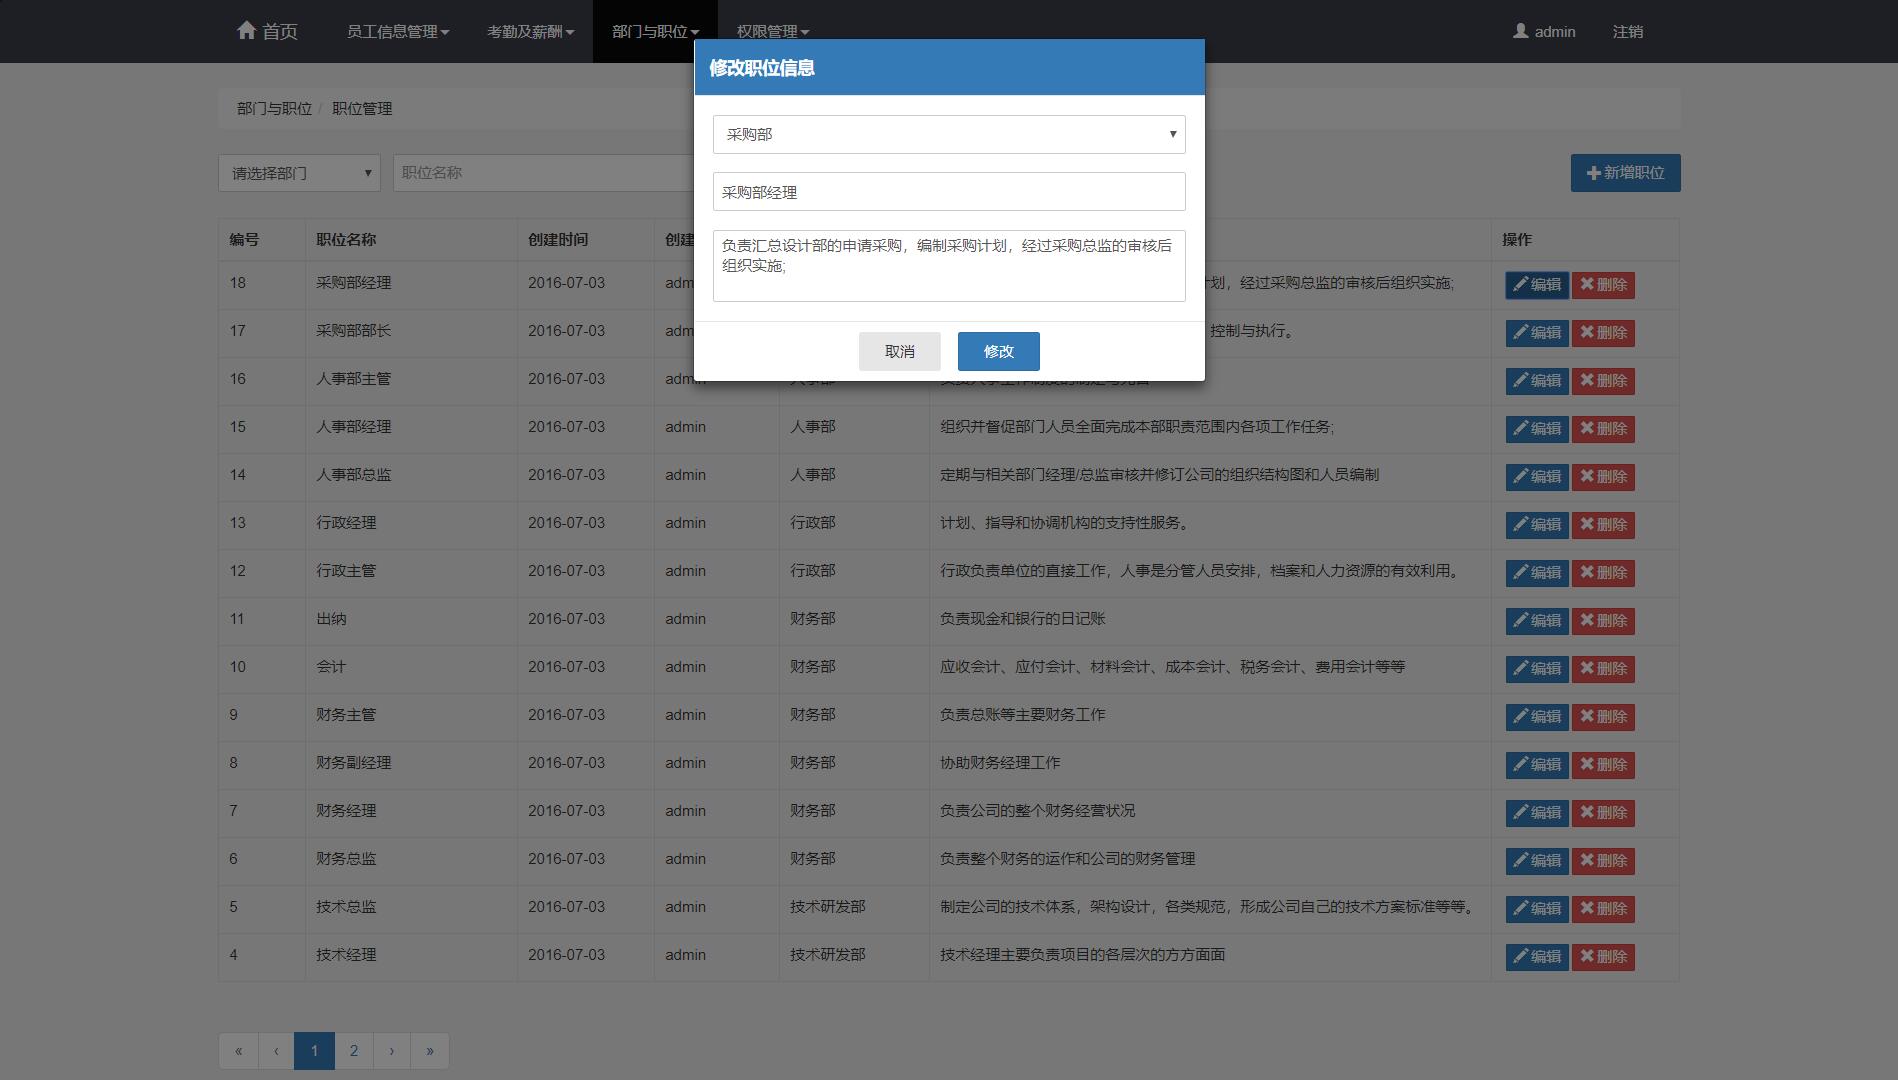 首页 员工信息管理 考勤及薪酬 部门与职位 权限管理 admin 注销
修改职位信息
部门与职位 / 职位管理
采购部
请选择部门 职位名称 新增职位
采购部经理
负责汇总设计部的申请采购，编制采购计划，经过采购总监的审核后
组织实施;
取消 修改
编号 职位名称 创建时间 创建 操作
18 采购部经理 2016-07-03 adm 计划，经过采购总监的审核后组织实施; 编辑 删除
17 采购部部长 2016-07-03 adm 控制与执行。 编辑 删除
16 人事部主管 2016-07-03 admin 人事部 编辑 删除
15 人事部经理 2016-07-03 admin 人事部 组织并督促部门人员全面完成本部职责范围内各项工作任务; 编辑 删除
14 人事部总监 2016-07-03 admin 人事部 定期与相关部门经理/总监审核并修订公司的组织结构图和人员编制 编辑 删除
13 行政经理 2016-07-03 admin 行政部 计划、指导和协调机构的支持性服务。 编辑 删除
12 行政主管 2016-07-03 admin 行政部 行政负责单位的直接工作，人事是分管人员安排，档案和人力资源的有效利用。 编辑 删除
11 出纳 2016-07-03 admin 财务部 负责现金和银行的日记账 编辑 删除
10 会计 2016-07-03 admin 财务部 应收会计、应付会计、材料会计、成本会计、税务会计、费用会计等等 编辑 删除
9 财务主管 2016-07-03 admin 财务部 负责总账等主要财务工作 编辑 删除
8 财务副经理 2016-07-03 admin 财务部 协助财务经理工作 编辑 删除
7 财务经理 2016-07-03 admin 财务部 负责公司的整个财务经营状况 编辑 删除
6 财务总监 2016-07-03 admin 财务部 负责整个财务的运作和公司的财务管理 编辑 删除
5 技术总监 2016-07-03 admin 技术研发部 制定公司的技术体系，架构设计，各类规范，形成公司自己的技术方案标准等等。 编辑 删除
4 技术经理 2016-07-03 admin 技术研发部 技术经理主要负责项目的各层次的方方面面 编辑 删除
« ‹ 1 2 › »